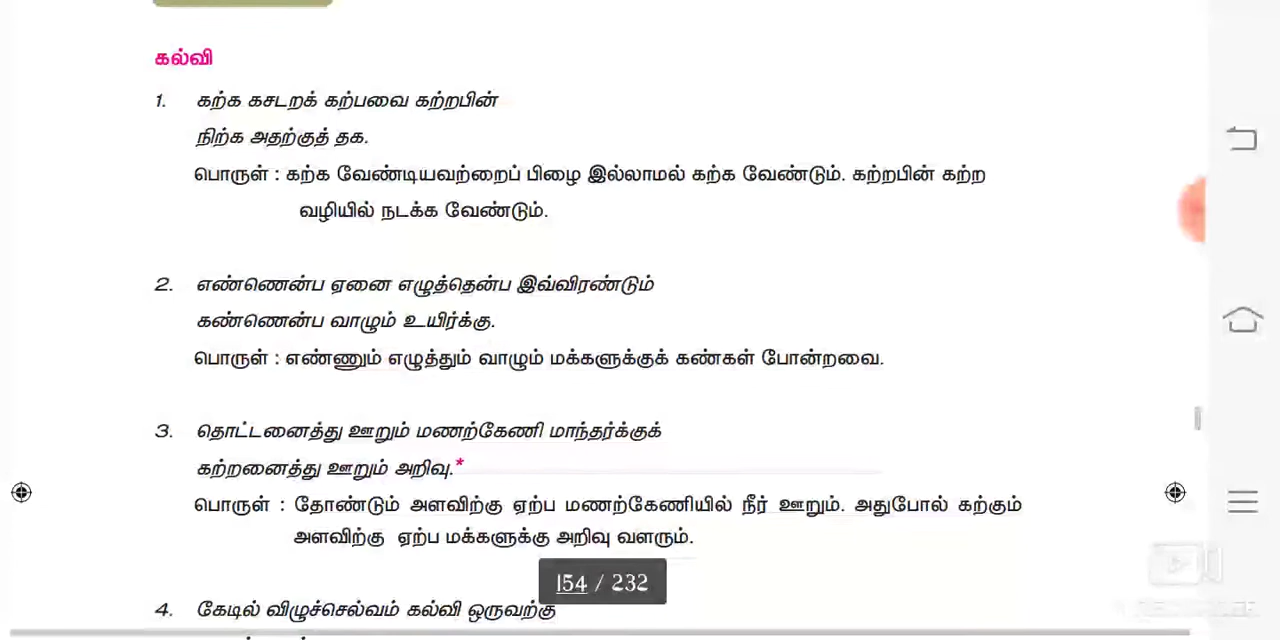 கல்வி
1. கற்க கசடறக் கற்பவை கற்றபின்
நிற்க அதற்குத் தக.
பொருள் : கற்க வேண்டியவற்றைப் பிழை இல்லாமல் கற்க வேண்டும். கற்றபின் கற்ற
வழியில் நடக்க வேண்டும்.
2. எண்ணென்ப ஏனை எழுத்தென்ப இவ்விரண்டும்
கண்ணென்ப வாழும் உயிர்க்கு.
பொருள் : எண்ணும் எழுத்தும் வாழும் மக்களுக்குக் கண்கள் போன்றவை.
3. தொட்டனைத்து ஊறும் மணற்கேணி மாந்தர்க்குக்
கற்றனைத்து ஊறும் அறிவு.*
பொருள் : தோண்டும் அளவிற்கு ஏற்ப மணற்கேணியில் நீர் ஊறும். அதுபோல் கற்கும்
அளவிற்கு ஏற்ப மக்களுக்கு அறிவு வளரும்.
154 / 232
4. கேடில் விழுச்செல்வம் கல்வி ஒருவற்கு